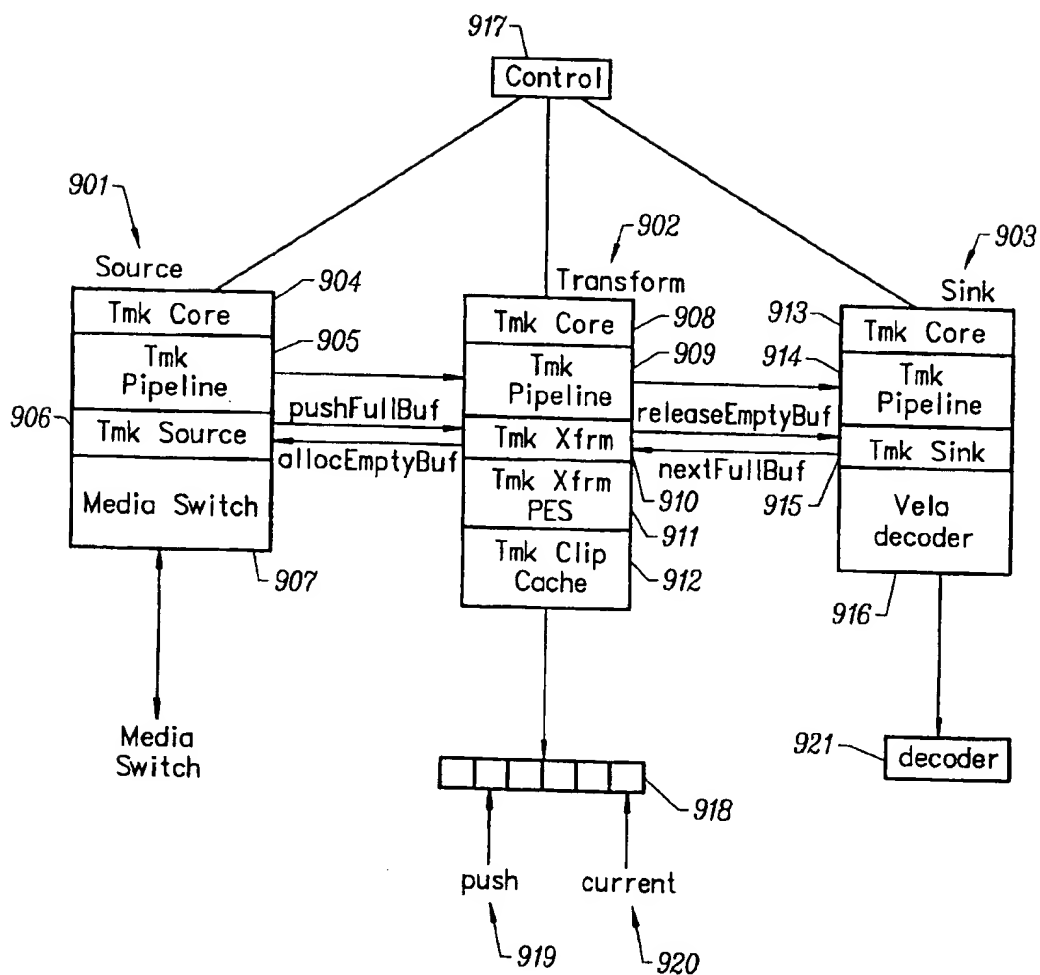 917
Control
901
Source
904
Tmk Core
905
Tmk
Pipeline
906
Tmk Source
Media Switch
907
pushFullBuf
allocEmptyBuf
902
Transform
Tmk Core
908
909
Tmk
Pipeline
Tmk Xfrm
910
Tmk Xfrm
PES
911
Tmk Clip
Cache
912
releaseEmptyBuf
nextFullBuf
903
Sink
913
Tmk Core
914
Tmk
Pipeline
Tmk Sink
915
Vela
decoder
916
Media
Switch
921
decoder
918
push
current
919
920